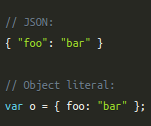 // JSON:
{ "foo": "bar" }
// Object literal:
var o = { foo: "bar" };